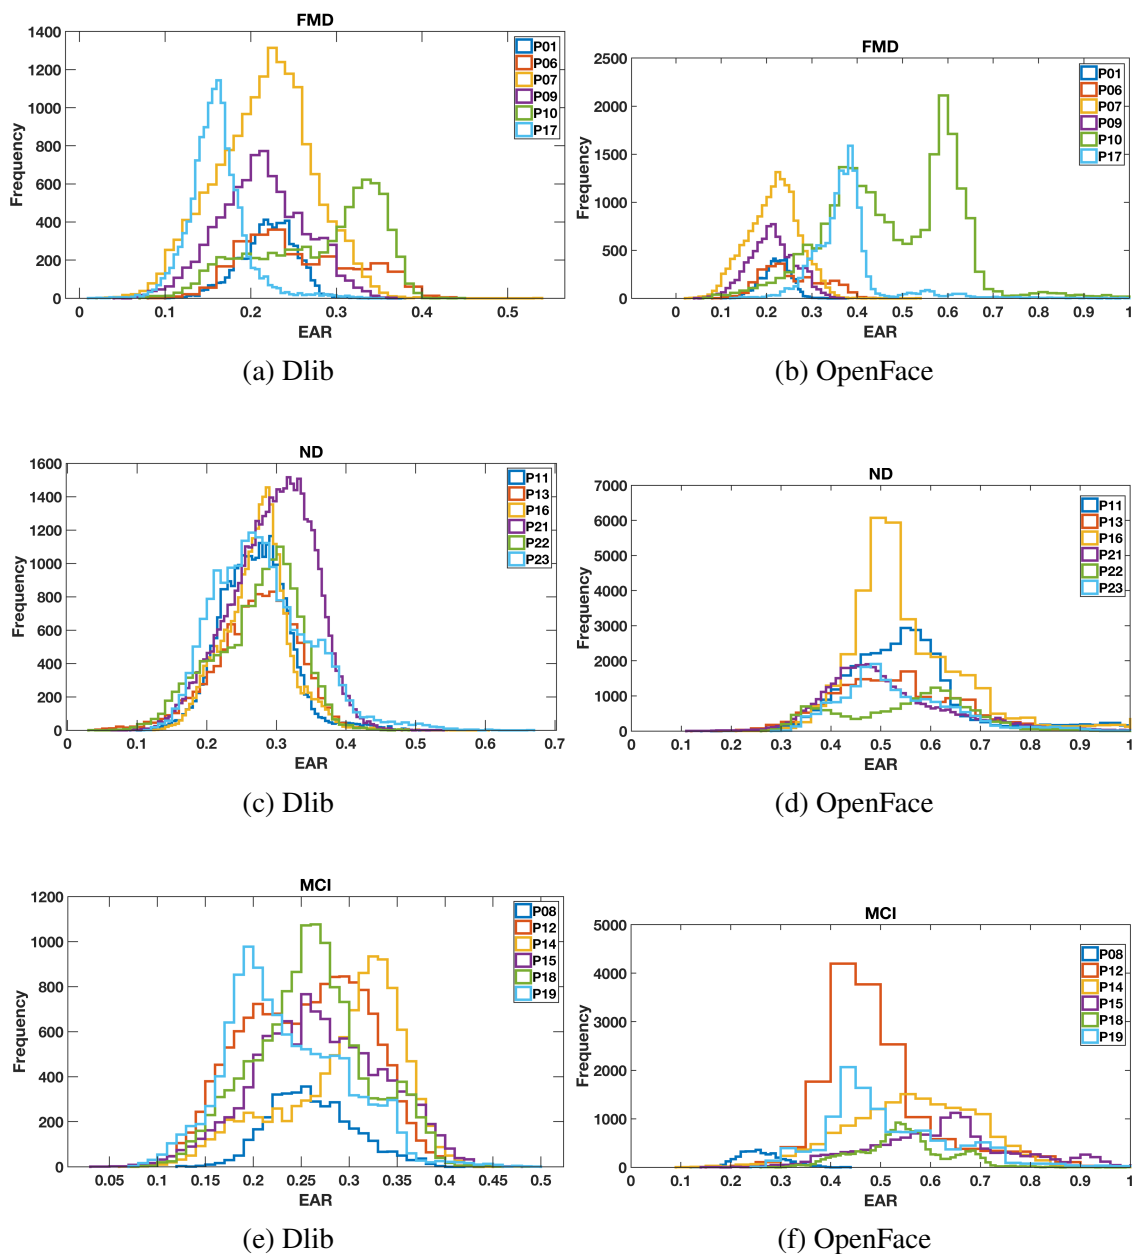 FMD
1400
1200
1000
800
600
400
200
0
Frequency
0 0.1 0.2 0.3 0.4 0.5
EAR
P01
P06
P07
P09
P10
P17
(a) Dlib
FMD
2500
2000
1500
1000
500
0
Frequency
0 0.1 0.2 0.3 0.4 0.5 0.6 0.7 0.8 0.9 1
EAR
P01
P06
P07
P09
P10
P17
(b) OpenFace
ND
1600
1400
1200
1000
800
600
400
200
0
Frequency
0 0.1 0.2 0.3 0.4 0.5 0.6 0.7
EAR
P11
P13
P16
P21
P22
P23
(c) Dlib
ND
7000
6000
5000
4000
3000
2000
1000
0
Frequency
0 0.1 0.2 0.3 0.4 0.5 0.6 0.7 0.8 0.9 1
EAR
P11
P13
P16
P21
P22
P23
(d) OpenFace
MCI
1200
1000
800
600
400
200
0
Frequency
0.05 0.1 0.15 0.2 0.25 0.3 0.35 0.4 0.45 0.5
EAR
P08
P12
P14
P15
P18
P19
(e) Dlib
MCI
5000
4000
3000
2000
1000
0
Frequency
0 0.1 0.2 0.3 0.4 0.5 0.6 0.7 0.8 0.9 1
EAR
P08
P12
P14
P15
P18
P19
(f) OpenFace